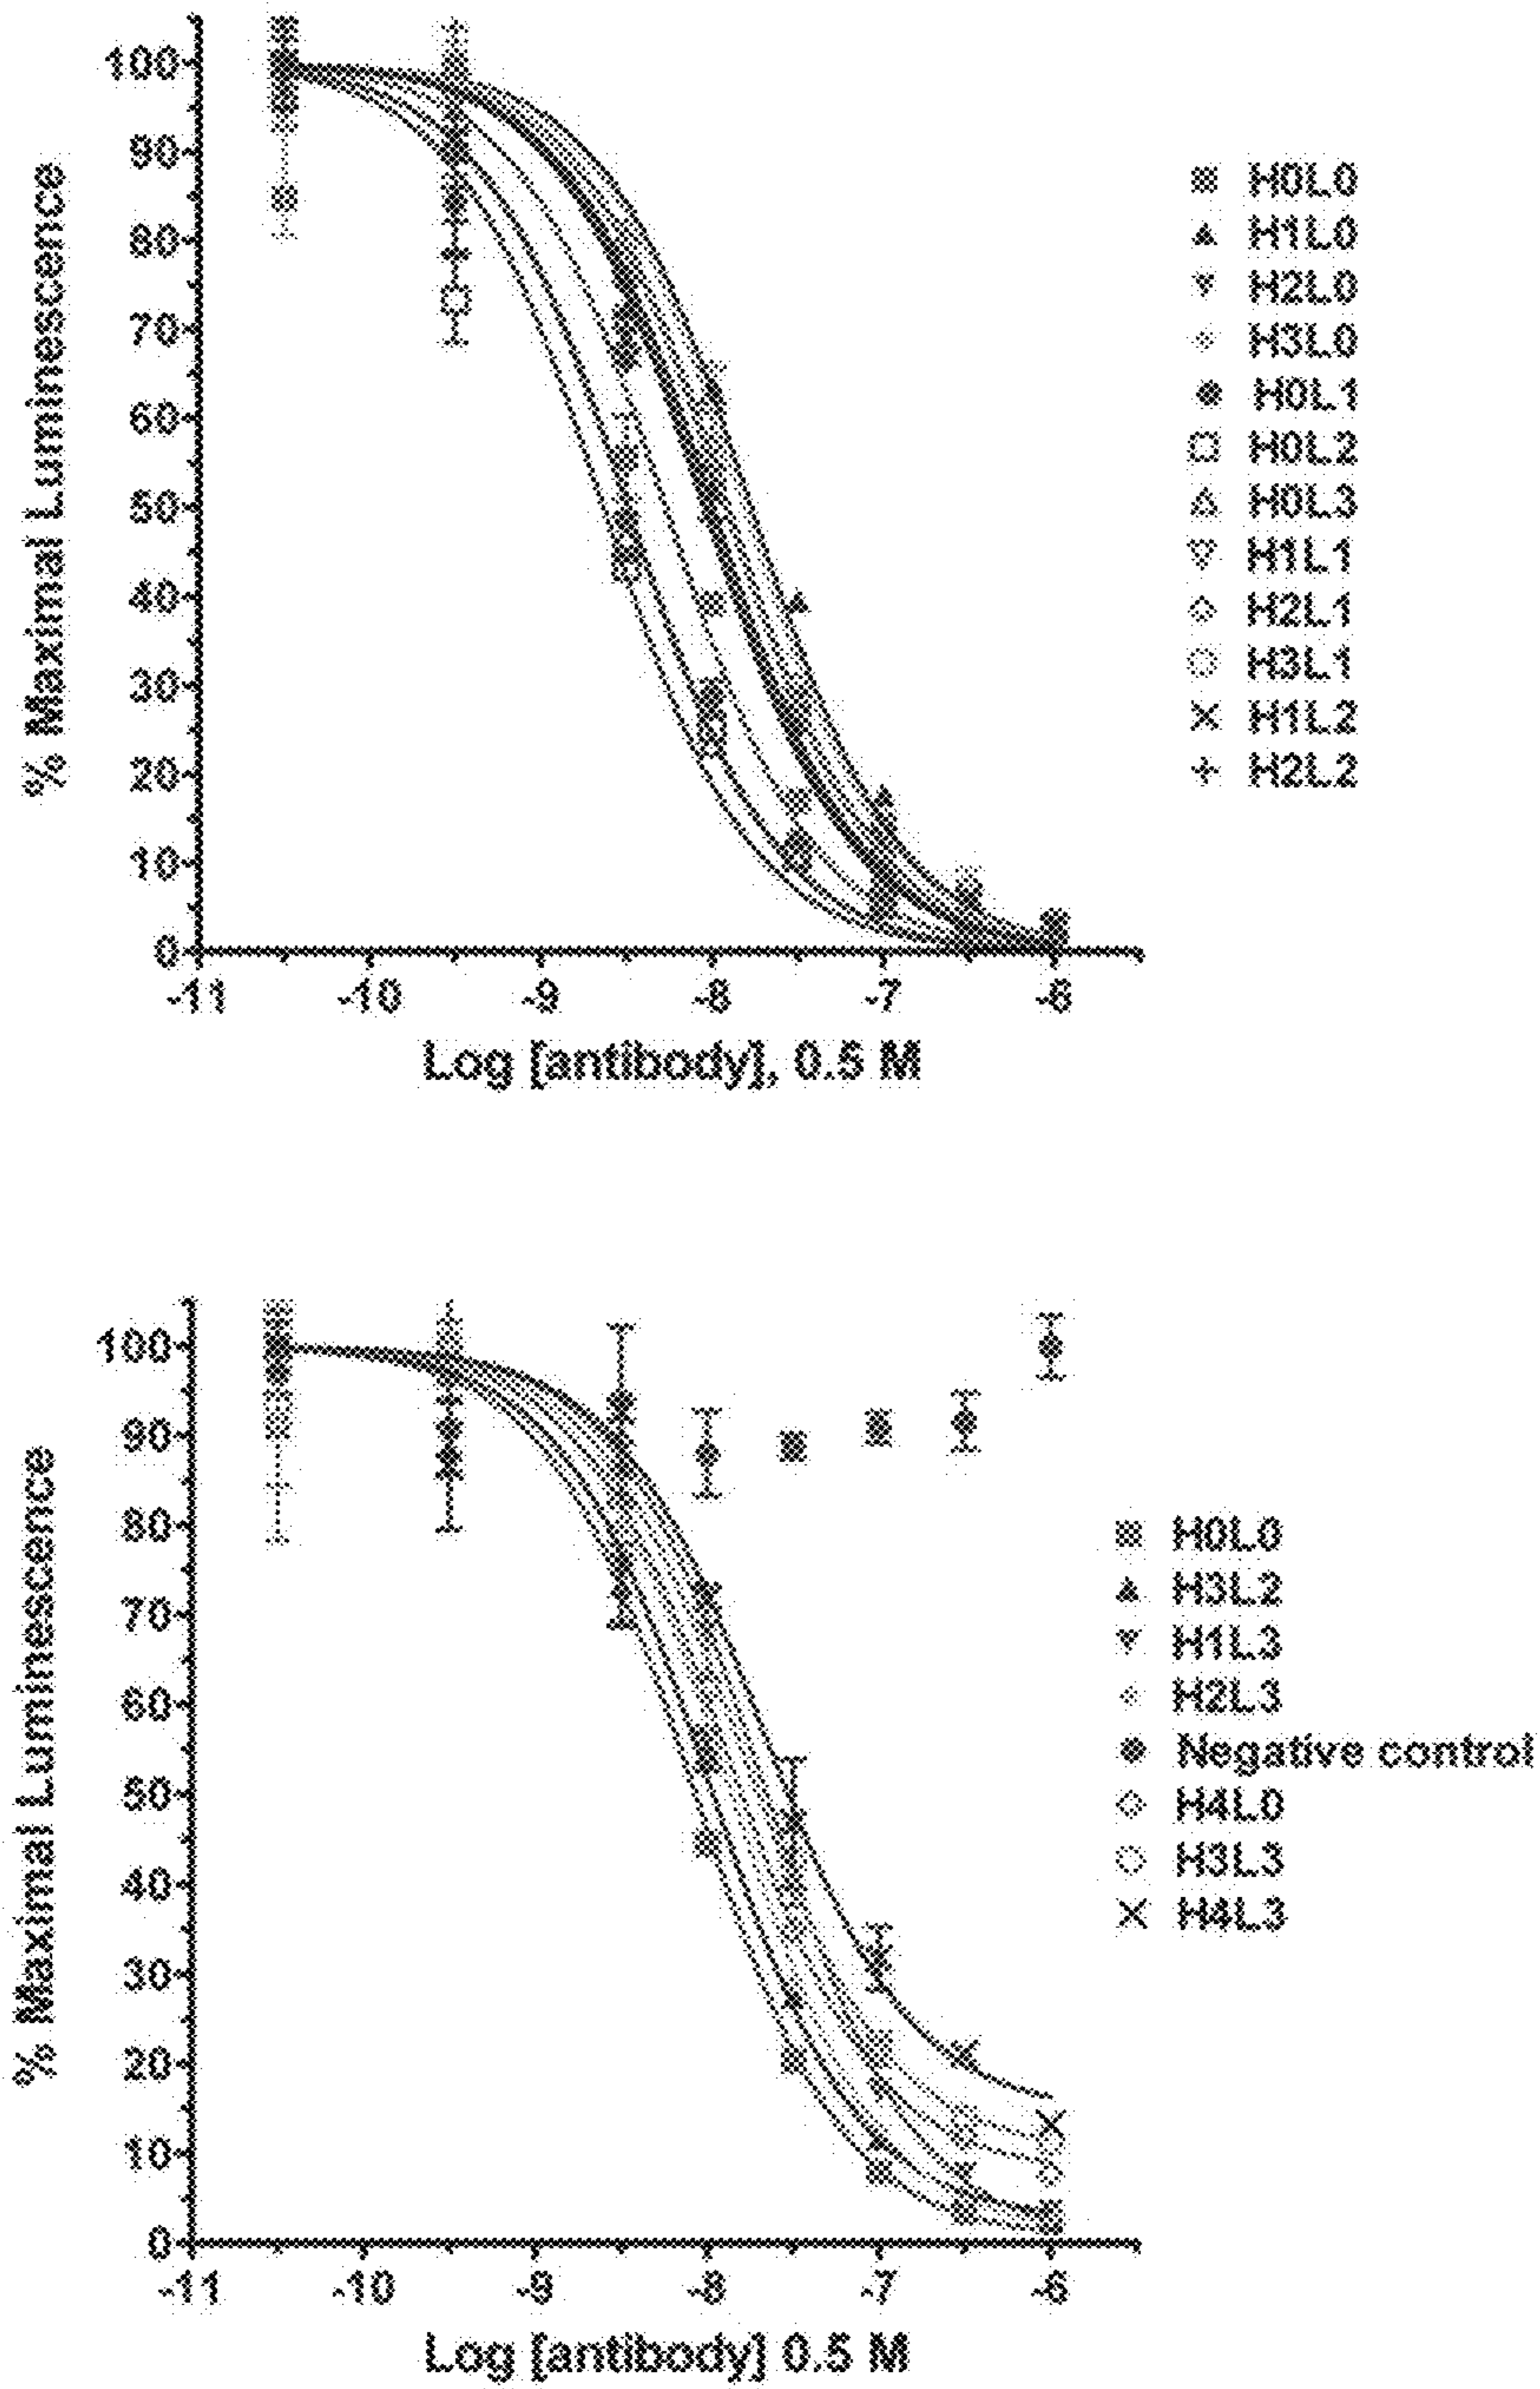 % Maximal Luminescence
100
90
80
70
60
50
40
30
20
10
0
-11 -10 -9 -8 -7 -6
Log [antibody], 0.5 M
H0L0
H1L0
H2L0
H3L0
H0L1
H0L2
H0L3
H1L1
H2L1
H3L1
H1L2
H2L2
% Maximal Luminescence
100
90
80
70
60
50
40
30
20
10
0
-11 -10 -9 -8 -7 -6
Log [antibody] 0.5 M
H0L0
H3L2
H1L3
H2L3
Negative control
H4L0
H3L3
H4L3